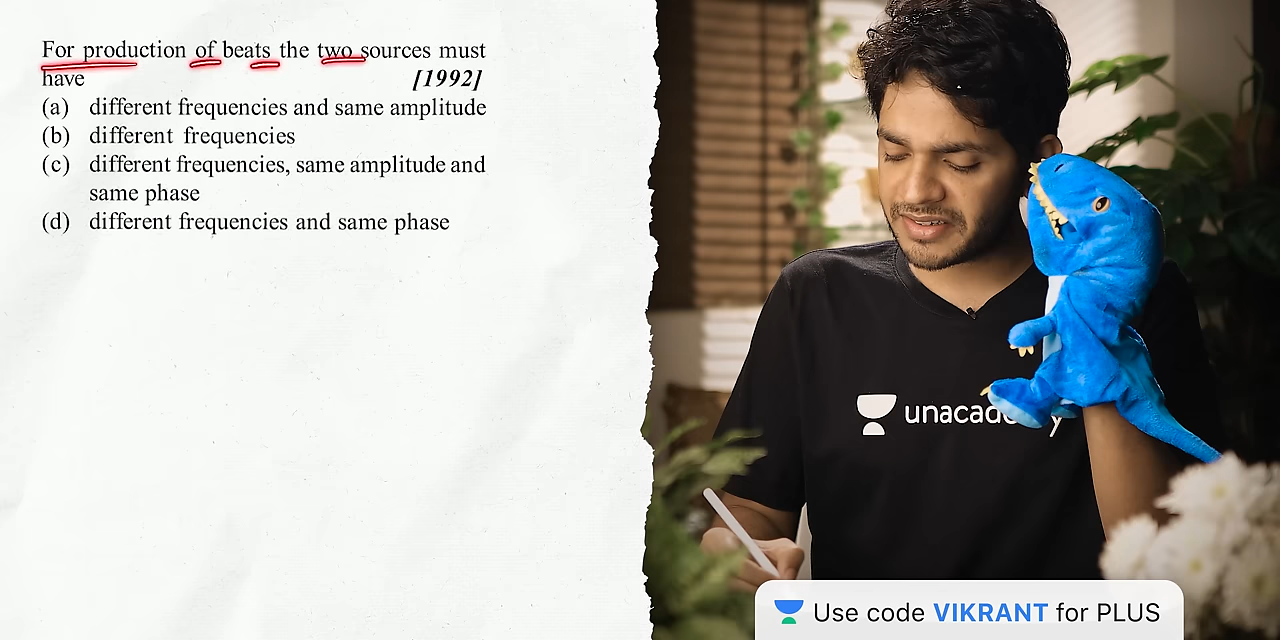 For production of beats the two sources must
have [1992]
(a) different frequencies and same amplitude
(b) different frequencies
(c) different frequencies, same amplitude and
same phase
(d) different frequencies and same phase
unacademy
Use code VIKRANT for PLUS